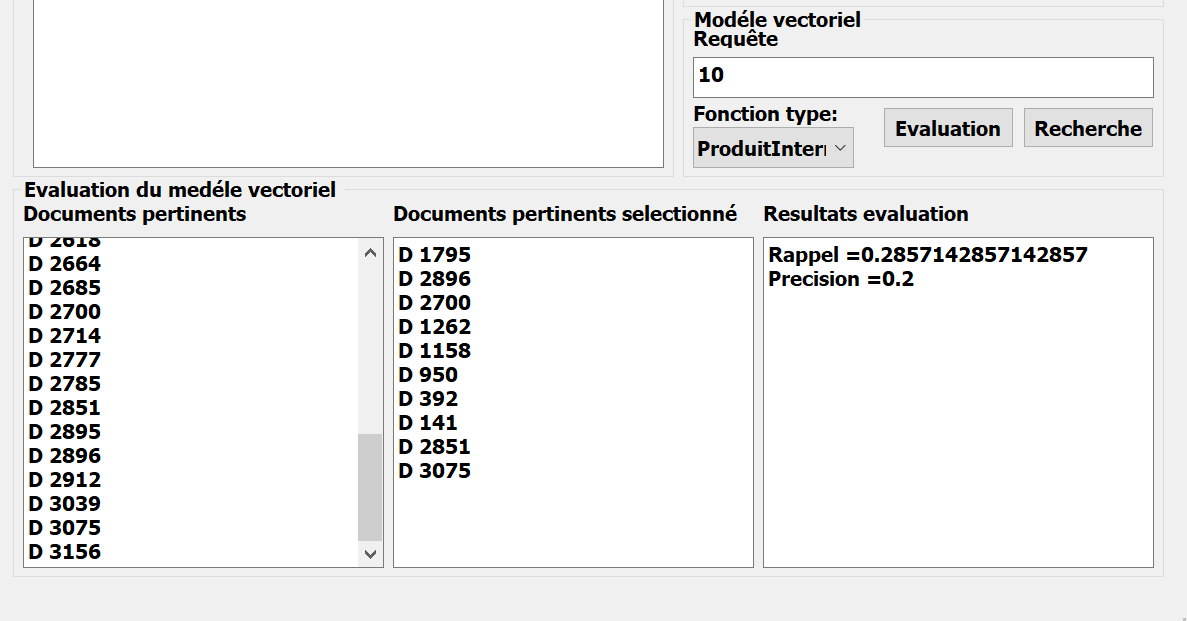 Modéle vectoriel
Requête
10
Fonction type:
ProduitInterr
Evaluation
Recherche
Evaluation du medéle vectoriel
Documents pertinents
D 2618
D 2664
D 2685
D 2700
D 2714
D 2777
D 2785
D 2851
D 2895
D 2896
D 2912
D 3039
D 3075
D 3156
Documents pertinents selectionné
D 1795
D 2896
D 2700
D 1262
D 1158
D 950
D 392
D 141
D 2851
D 3075
Resultats evaluation
Rappel =0.2857142857142857
Precision =0.2